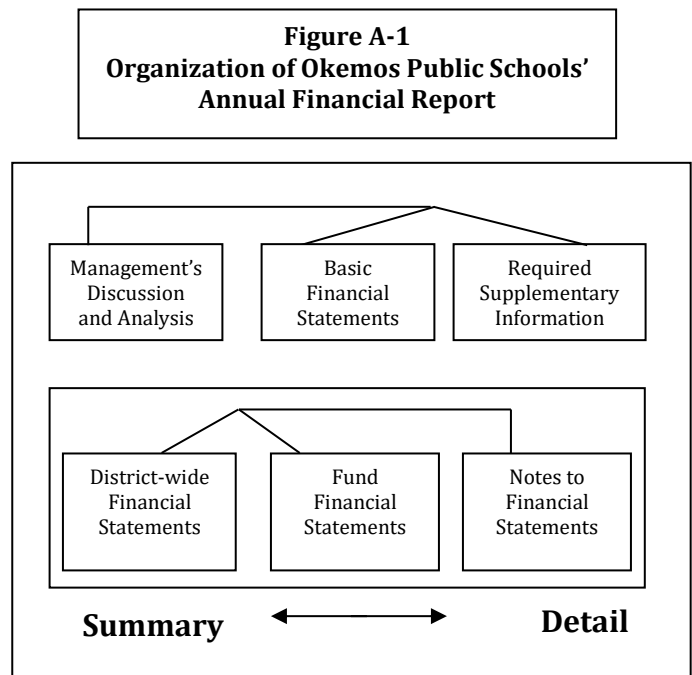 Figure A-1
Organization of Okemos Public Schools’
Annual Financial Report
Management’s
Discussion
and Analysis
Basic
Financial
Statements
Required
Supplementary
Information
District-wide
Financial
Statements
Fund
Financial
Statements
Notes to
Financial
Statements
Summary
Detail